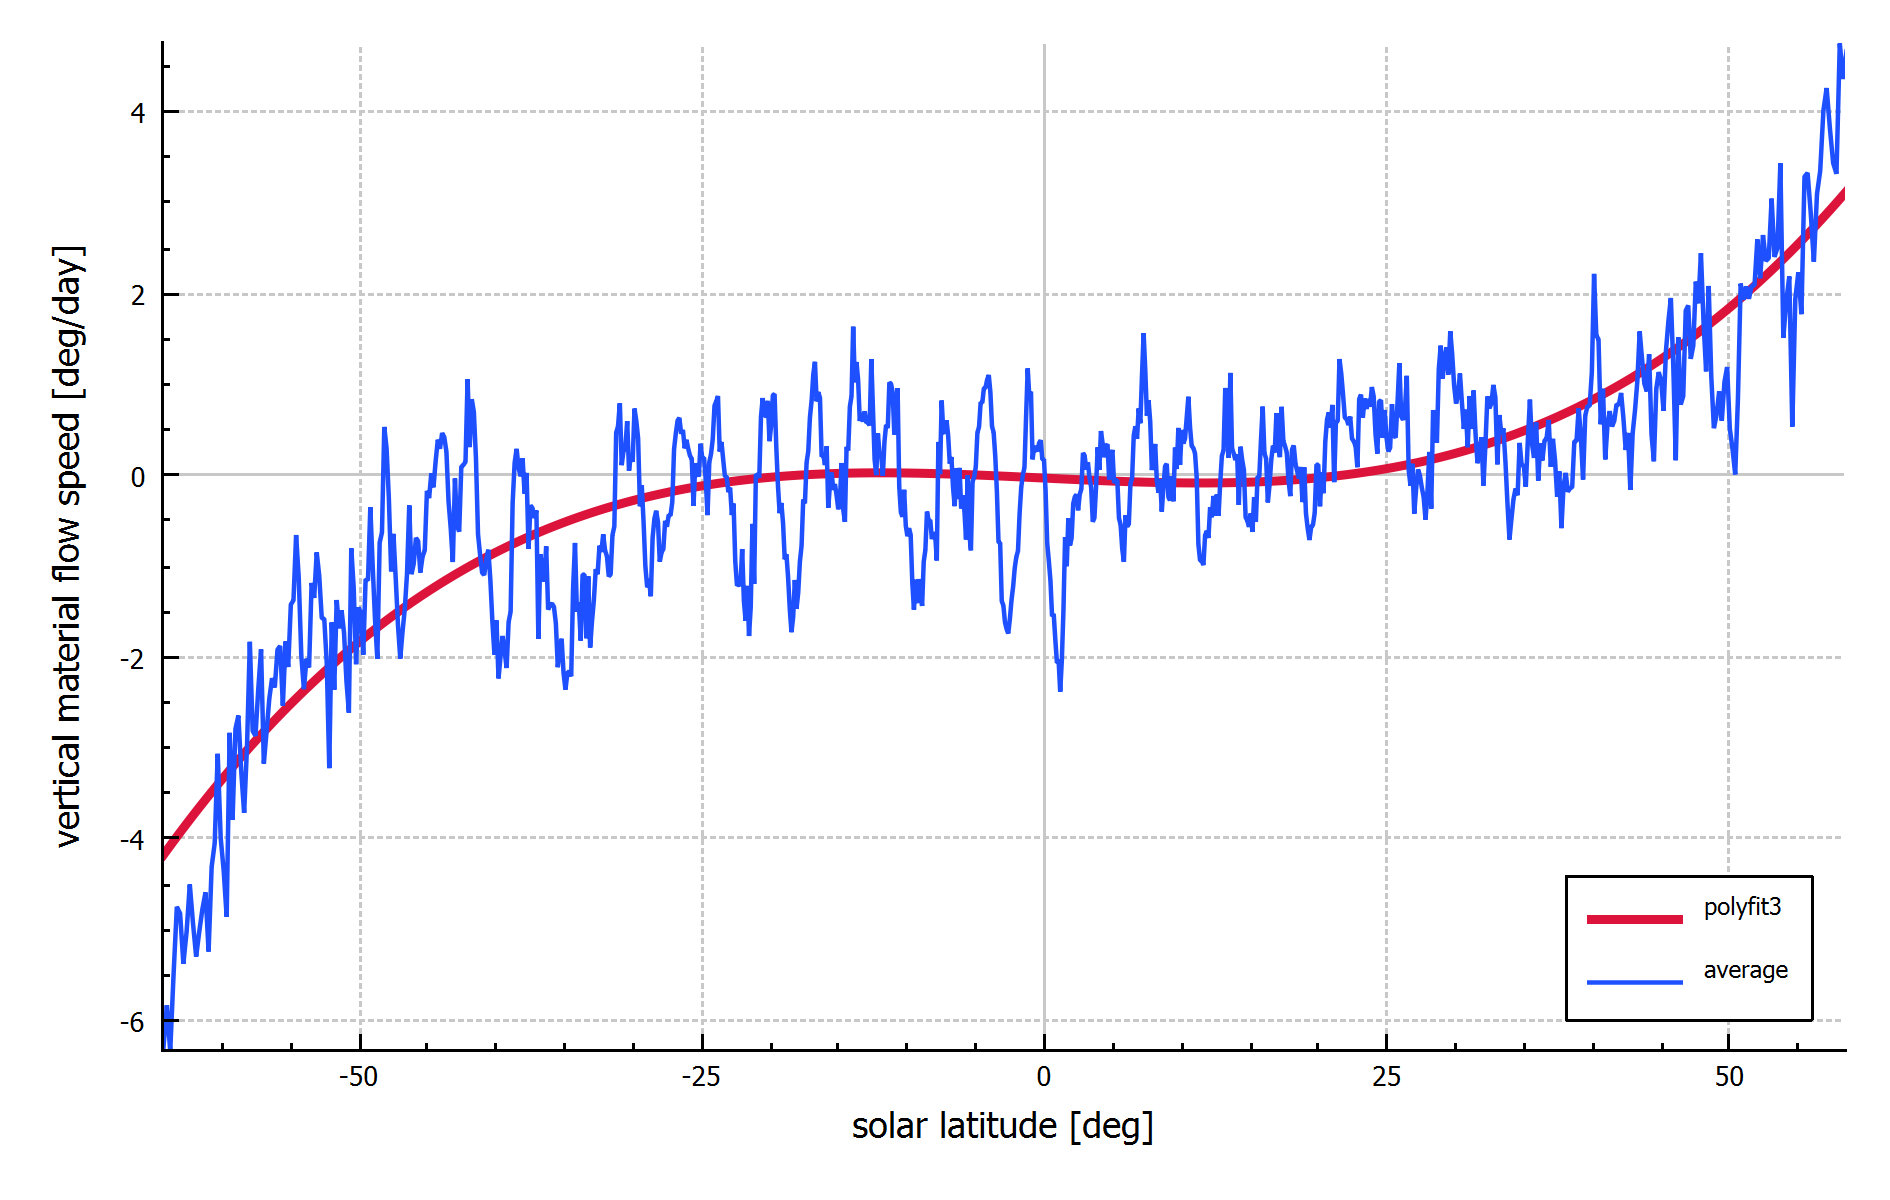 4
2
0
-2
-4
-6
vertical material flow speed [deg/day]
-50
-25
0
25
50
solar latitude [deg]
polyfit3
average